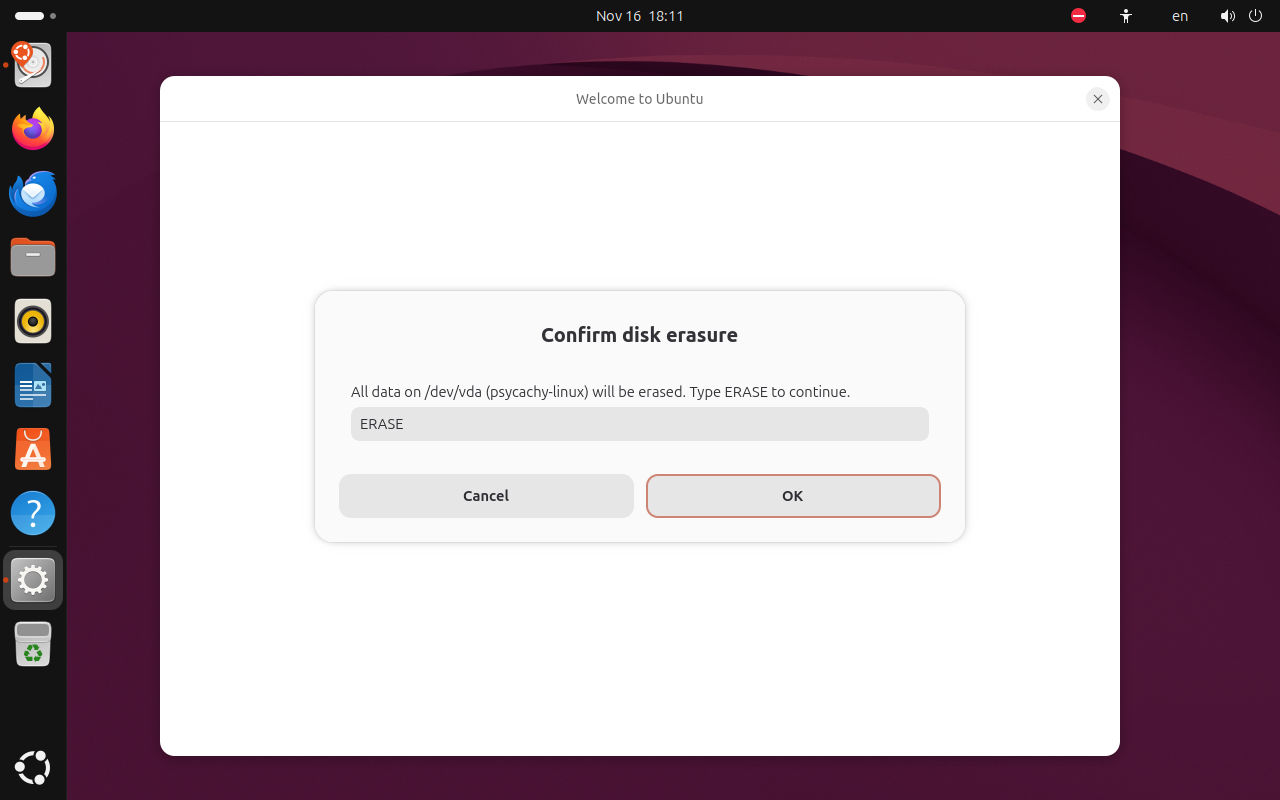 Nov 16 18:11
en
Welcome to Ubuntu
Confirm disk erasure
All data on /dev/vda (psycachy-linux) will be erased. Type ERASE to continue.
ERASE
Cancel
OK